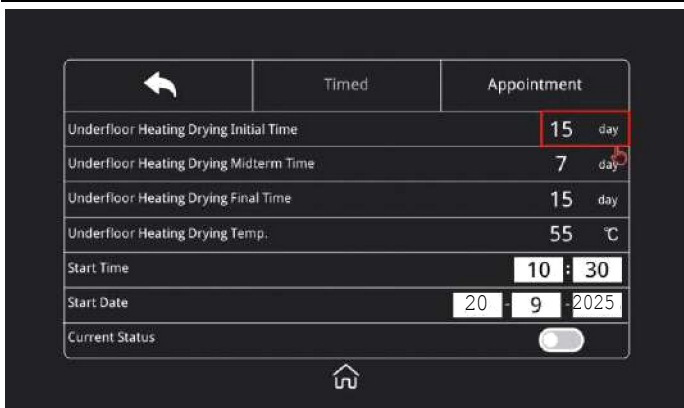 Timed Appointment
Underfloor Heating Drying Initial Time 15 day
Underfloor Heating Drying Midterm Time 7 day
Underfloor Heating Drying Final Time 15 day
Underfloor Heating Drying Temp. 55 ℃
Start Time 10 : 30
Start Date 20 - 9 - 2025
Current Status